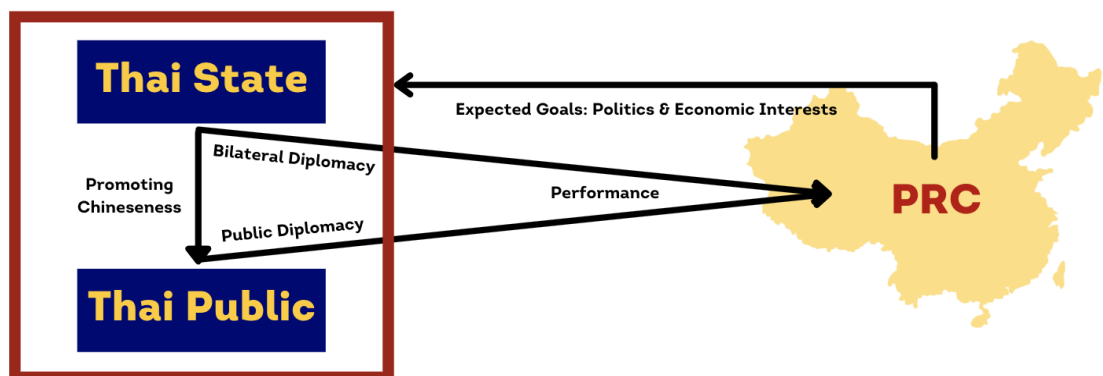 Thai State
Expected Goals: Politics & Economic Interests
Bilateral Diplomacy
Promoting
Chineseness
Performance
PRC
Public Diplomacy
Thai Public